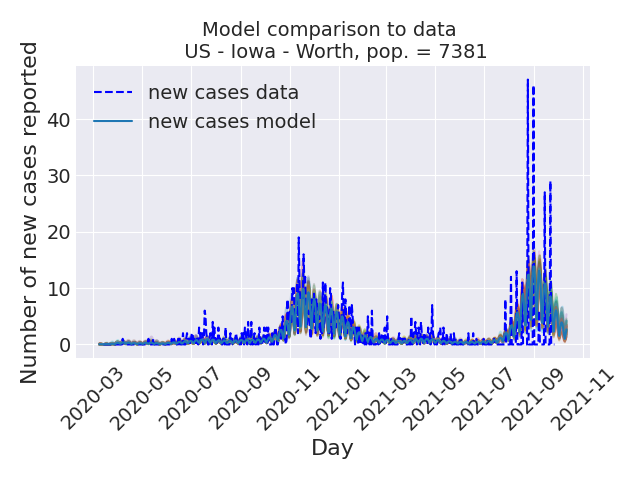 Model comparison to data
US - Iowa - Worth, pop. = 7381
Number of new cases reported
new cases data
new cases model
40
30
20
10
0
2020-03
2020-05
2020-07
2020-09
2020-11
2021-01
2021-03
2021-05
2021-07
2021-09
2021-11
Day